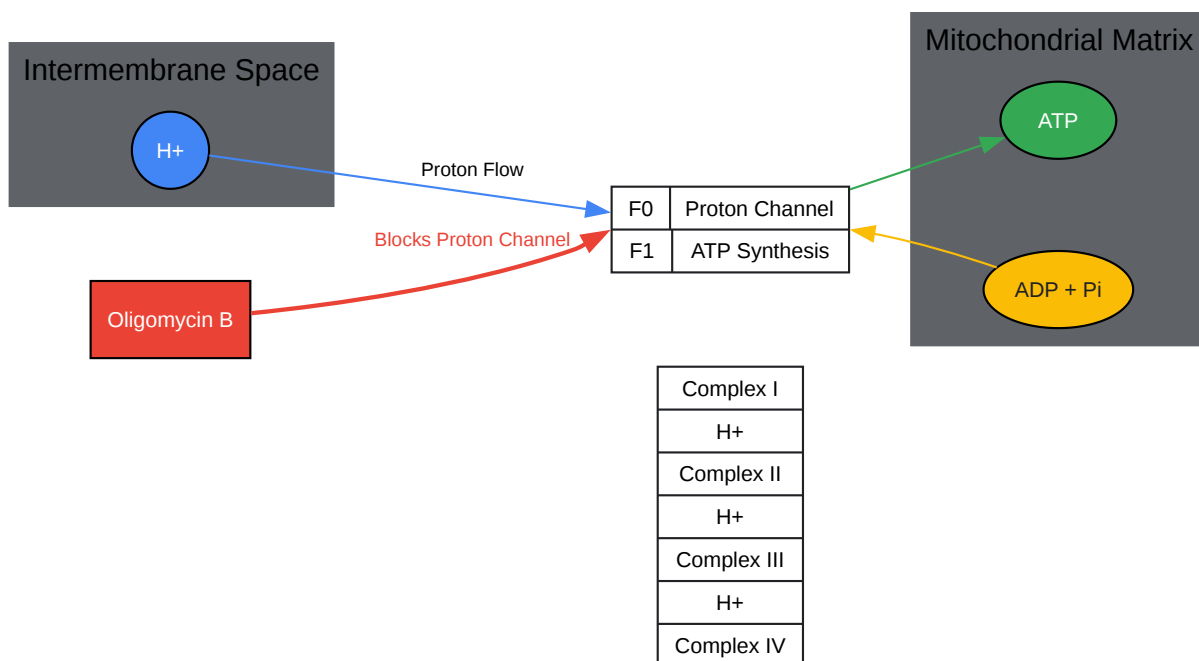 Intermembrane Space
H+
Proton Flow
Blocks Proton Channel
Oligomycin B
F0
Proton Channel
F1
ATP Synthesis
Mitochondrial Matrix
ATP
ADP + Pi
Complex I
H+
Complex II
H+
Complex III
H+
Complex IV